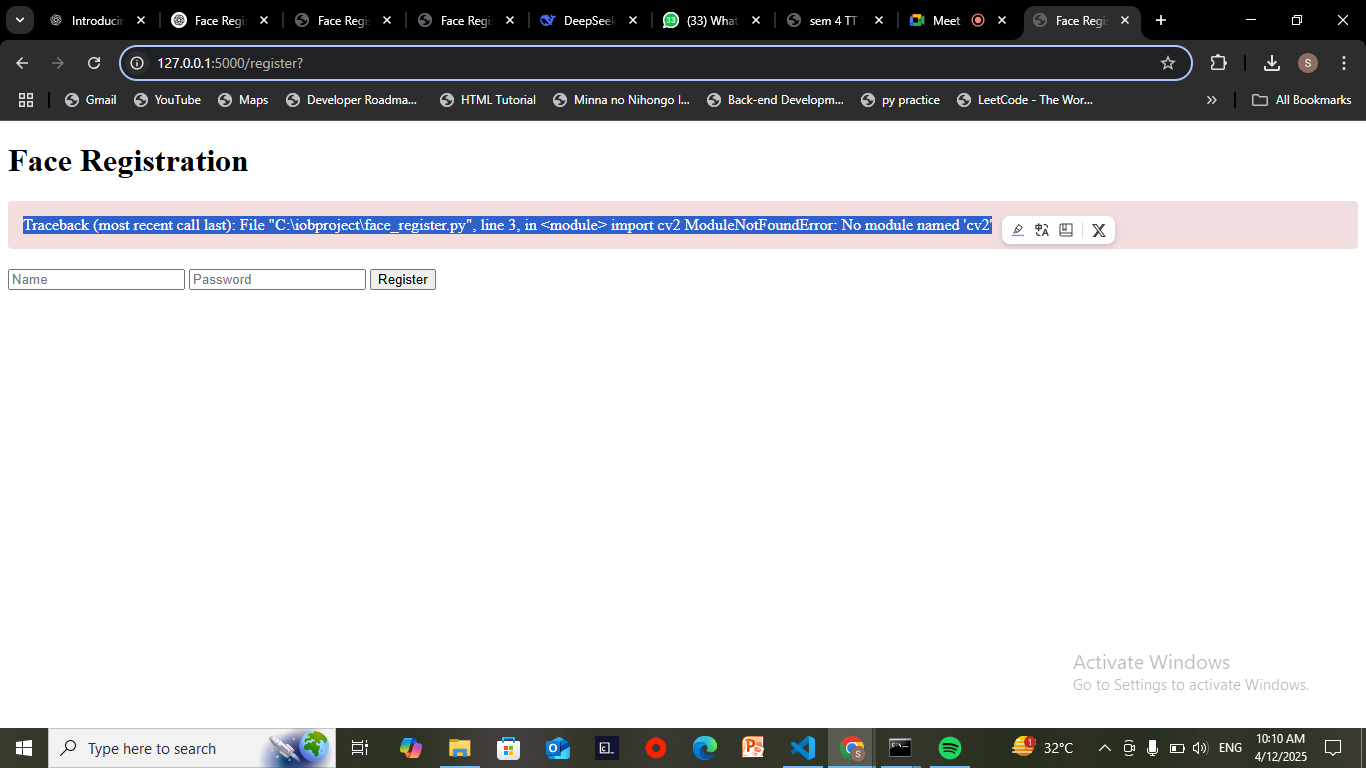 Introducin
Face Regis
Face Regis
Face Regis
DeepSeek
(33) What
sem 4 TT
Meet
Face Regis
127.0.0.1:5000/register?
Gmail
YouTube
Maps
Developer Roadma...
HTML Tutorial
Minna no Nihongo I...
Back-end Developm...
py practice
LeetCode - The Wor...
All Bookmarks
Face Registration
Traceback (most recent call last): File "C:\iobproject\face_register.py", line 3, in <module> import cv2 ModuleNotFoundError: No module named 'cv2'
Name
Password
Register
Activate Windows
Go to Settings to activate Windows.
Type here to search
32°C
ENG
10:10 AM
4/12/2025